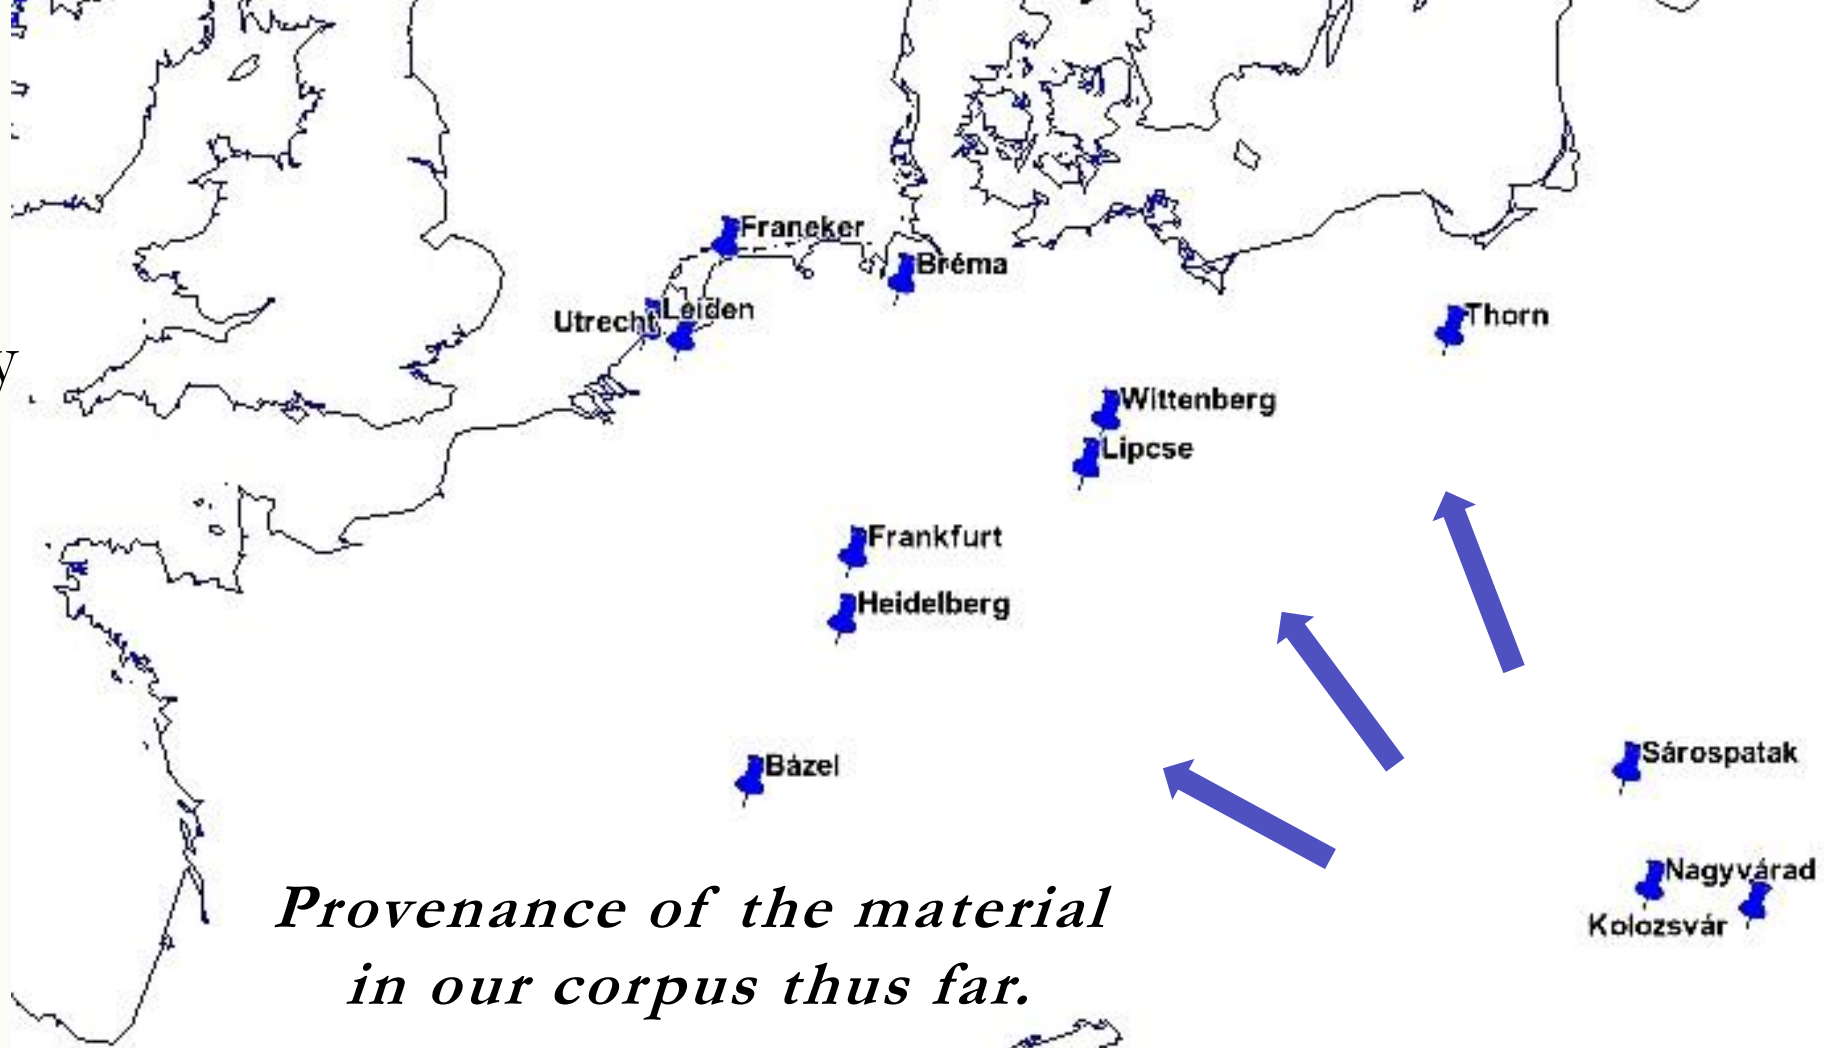 Franeker
Bréma
Leiden
Utrecht
Thorn
Wittenberg
Lipcse
Frankfurt
Heidelberg
Sárospatak
Bázel
Nagyvárad
Kolozsvár
Provenance of the material
in our corpus thus far.